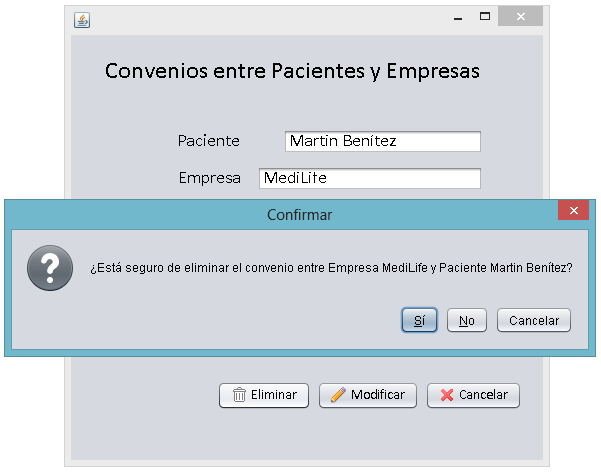 Convenios entre Pacientes y Empresas
Paciente Martin Benítez
Empresa MediLife
Confirmar
¿Está seguro de eliminar el convenio entre Empresa MediLife y Paciente Martin Benítez?
Sí No Cancelar
Eliminar Modificar Cancelar